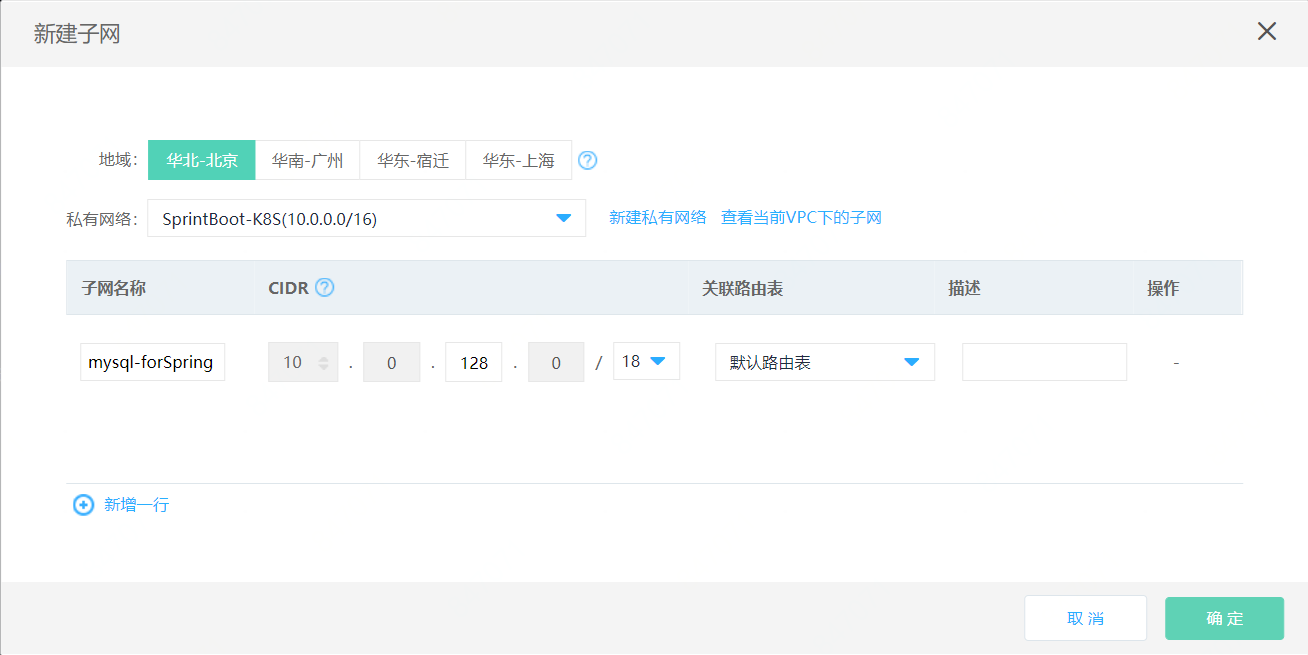 新建子网
地域： 华北-北京 华南-广州 华东-宿迁 华东-上海 ?
私有网络： SprintBoot-K8S(10.0.0.0/16) 新建私有网络 查看当前VPC下的子网
子网名称 CIDR ? 关联路由表 描述 操作
mysql-forSpring 10 . 0 . 128 . 0 / 18 默认路由表 -
新增一行
取消 确定